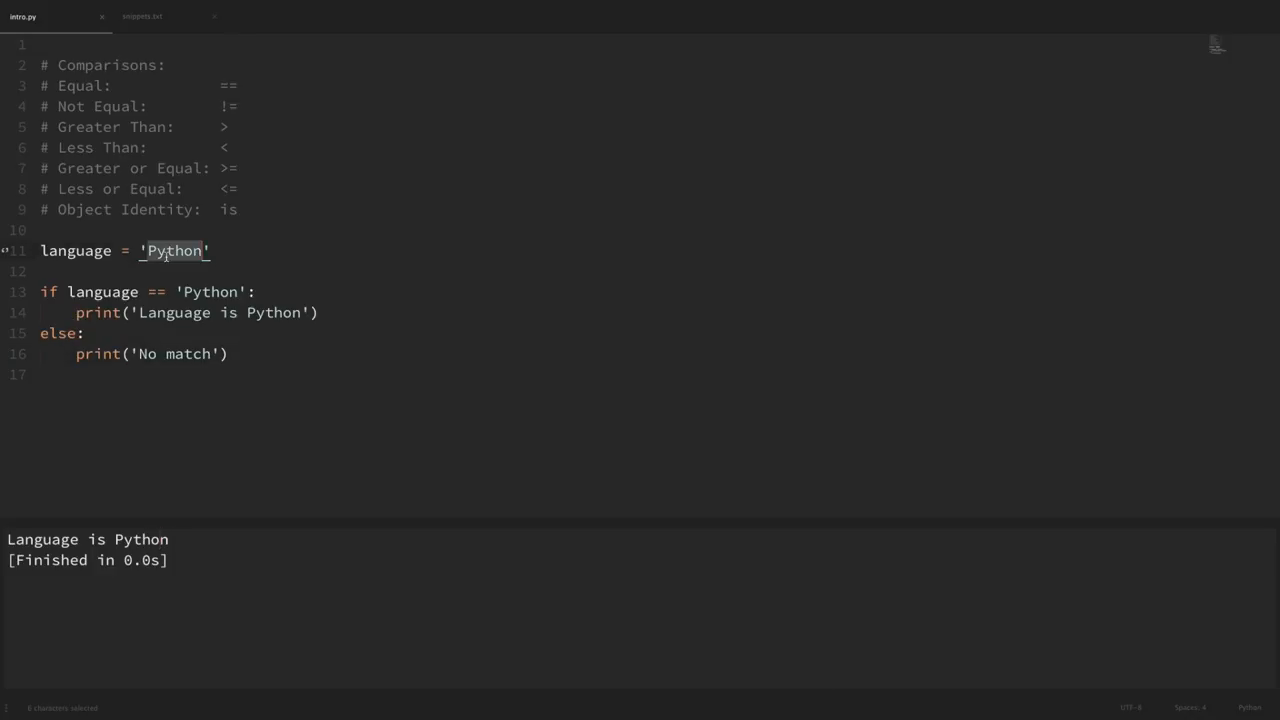 intro.py × snippets.txt ×
1
2 # Comparisons:
3 # Equal: ==
4 # Not Equal: !=
5 # Greater Than: >
6 # Less Than: <
7 # Greater or Equal: >=
8 # Less or Equal: <=
9 # Object Identity: is
10
11 language = 'Python'
12
13 if language == 'Python':
14     print('Language is Python')
15 else:
16     print('No match')
17
Language is Python
[Finished in 0.0s]
6 characters selected UTF-8 Spaces: 4 Python